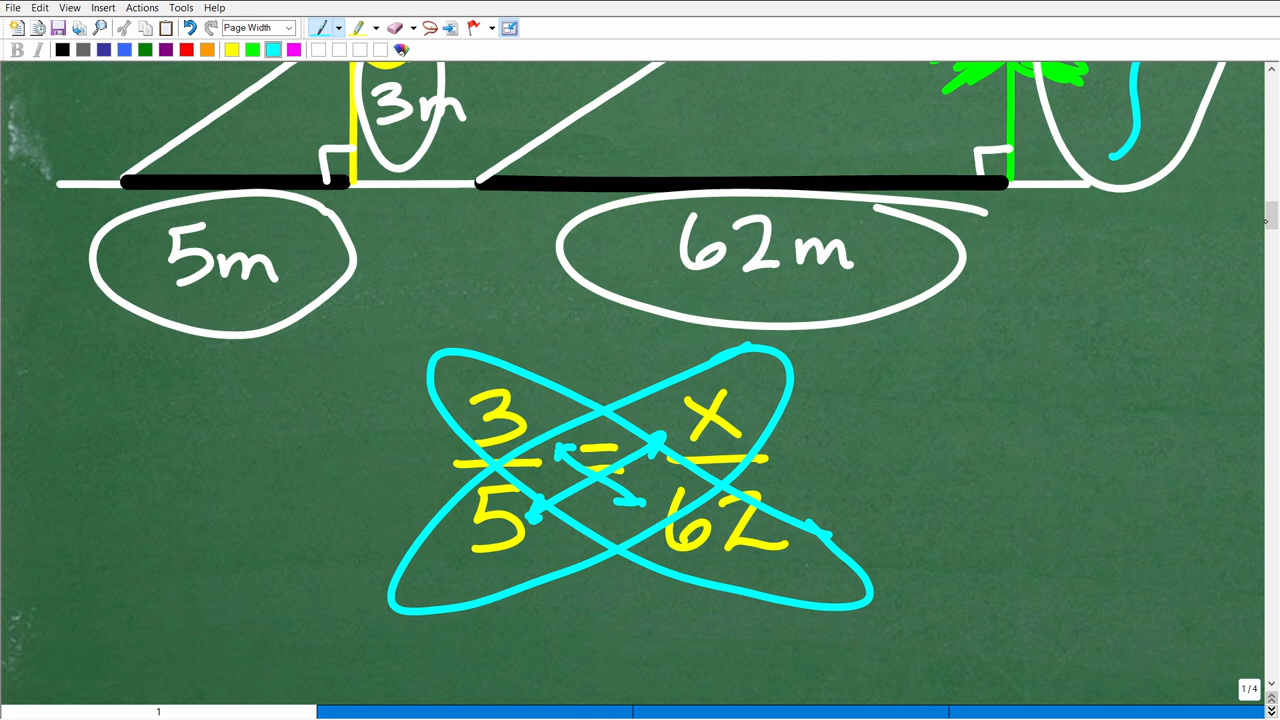 File Edit View Insert Actions Tools Help
Page Width
B I
3m
5m 62m
3 = x
5 62
1/4
1